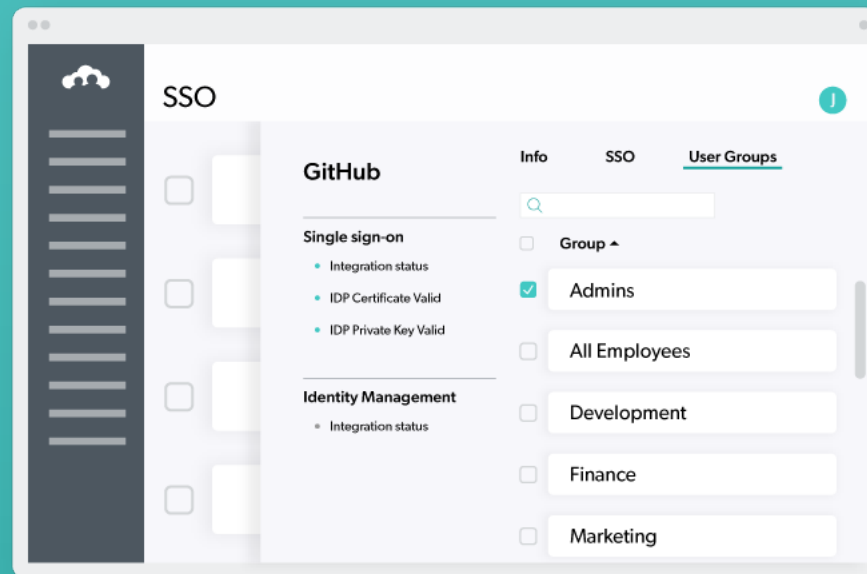 SSO
J
GitHub
Single sign-on
Integration status
IDP Certificate Valid
IDP Private Key Valid
Identity Management
Integration status
Info SSO User Groups
Group
Admins
All Employees
Development
Finance
Marketing